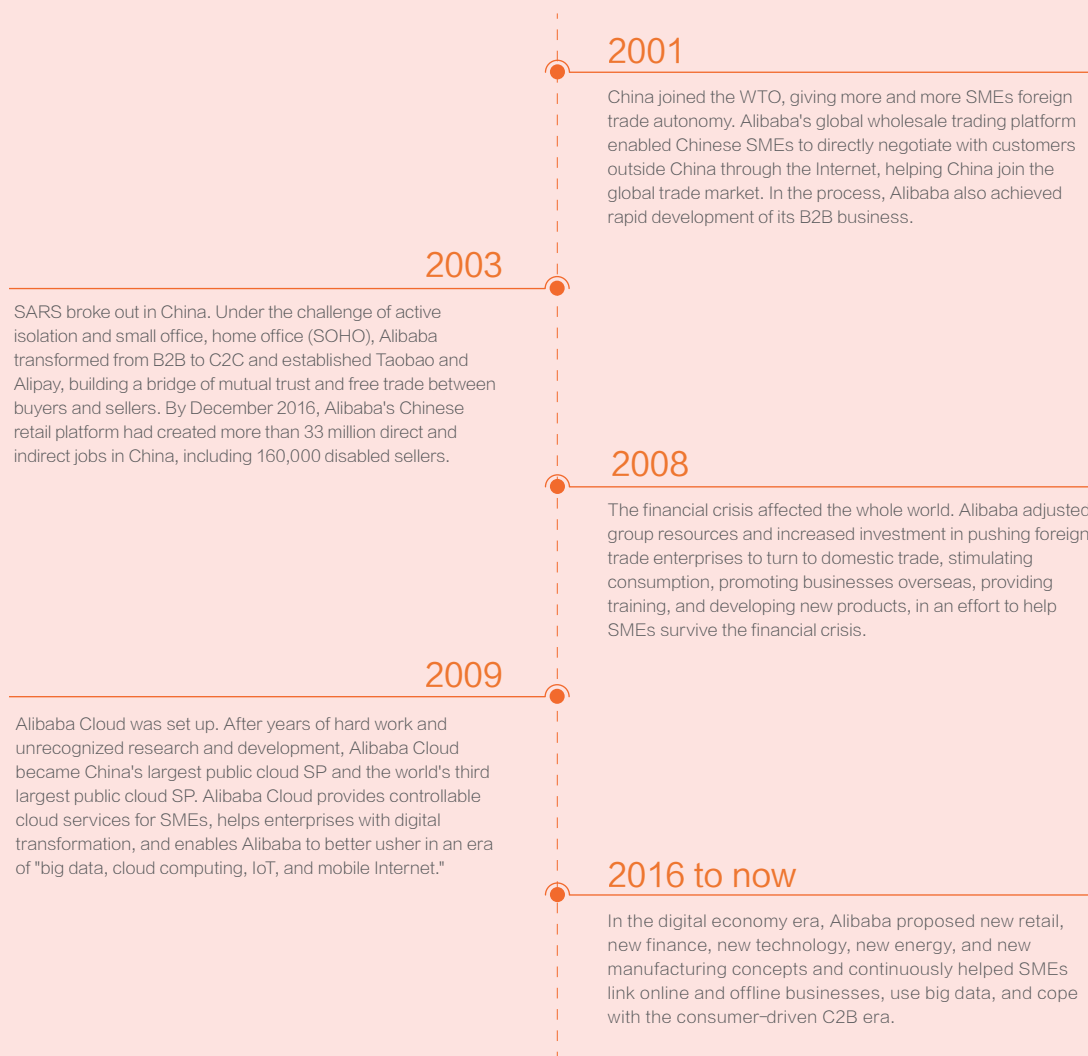 2001
China joined the WTO, giving more and more SMEs foreign
trade autonomy. Alibaba's global wholesale trading platform
enabled Chinese SMEs to directly negotiate with customers
outside China through the Internet, helping China join the
global trade market. In the process, Alibaba also achieved
rapid development of its B2B business.
2003
SARS broke out in China. Under the challenge of active
isolation and small office, home office (SOHO), Alibaba
transformed from B2B to C2C and established Taobao and
Alipay, building a bridge of mutual trust and free trade between
buyers and sellers. By December 2016, Alibaba's Chinese
retail platform had created more than 33 million direct and
indirect jobs in China, including 160,000 disabled sellers.
2008
The financial crisis affected the whole world. Alibaba adjusted
group resources and increased investment in pushing foreign
trade enterprises to turn to domestic trade, stimulating
consumption, promoting businesses overseas, providing
training, and developing new products, in an effort to help
SMEs survive the financial crisis.
2009
Alibaba Cloud was set up. After years of hard work and
unrecognized research and development, Alibaba Cloud
became China's largest public cloud SP and the world's third
largest public cloud SP. Alibaba Cloud provides controllable
cloud services for SMEs, helps enterprises with digital
transformation, and enables Alibaba to better usher in an era
of "big data, cloud computing, IoT, and mobile Internet."
2016 to now
In the digital economy era, Alibaba proposed new retail,
new finance, new technology, new energy, and new
manufacturing concepts and continuously helped SMEs
link online and offline businesses, use big data, and cope
with the consumer-driven C2B era.